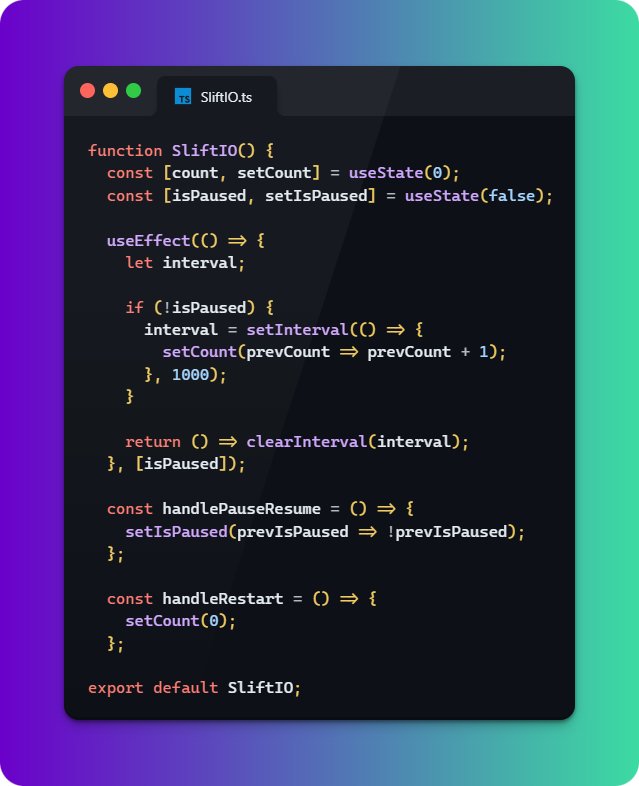 TS SliftIO.ts
function SliftIO() {
const [count, setCount] = useState(0);
const [isPaused, setIsPaused] = useState(false);
useEffect(() => {
let interval;
if (!isPaused) {
interval = setInterval(() => {
setCount(prevCount => prevCount + 1);
}, 1000);
}
return () => clearInterval(interval);
}, [isPaused]);
const handlePauseResume = () => {
setIsPaused(prevIsPaused => !prevIsPaused);
};
const handleRestart = () => {
setCount(0);
};
export default SliftIO;